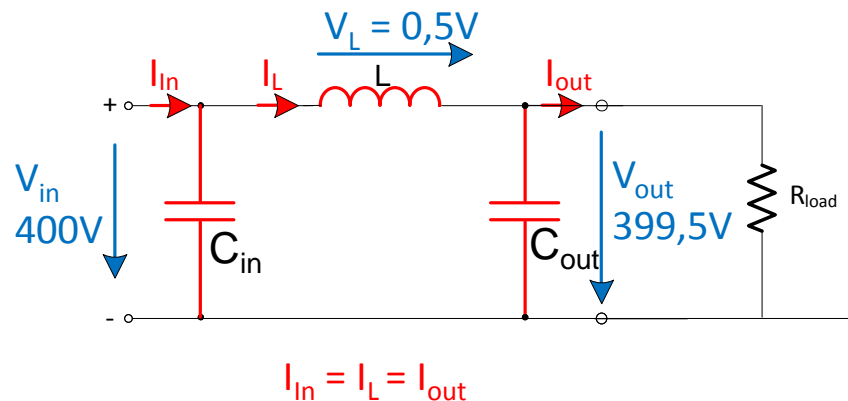 V_L = 0,5V
I_In
I_L
L
I_out
+
V_in
400V
C_in
C_out
V_out
399,5V
R_load
-
I_In = I_L = I_out